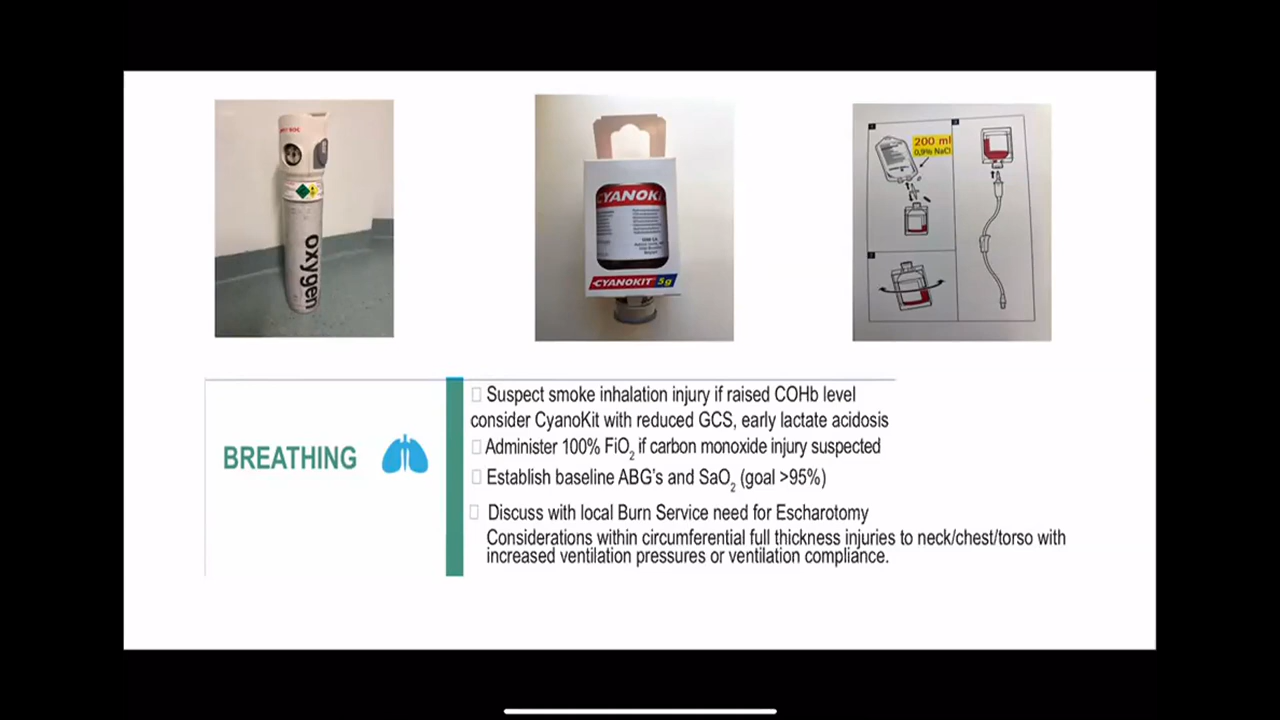 oxygen
CYANOKIT
CYANOKIT 5g
200 ml
0,9% NaCl
BREATHING
Suspect smoke inhalation injury if raised COHb level
consider CyanoKit with reduced GCS, early lactate acidosis
Administer 100% FiO₂ if carbon monoxide injury suspected
Establish baseline ABG's and SaO₂ (goal >95%)
Discuss with local Burn Service need for Escharotomy
Considerations within circumferential full thickness injuries to neck/chest/torso with
increased ventilation pressures or ventilation compliance.